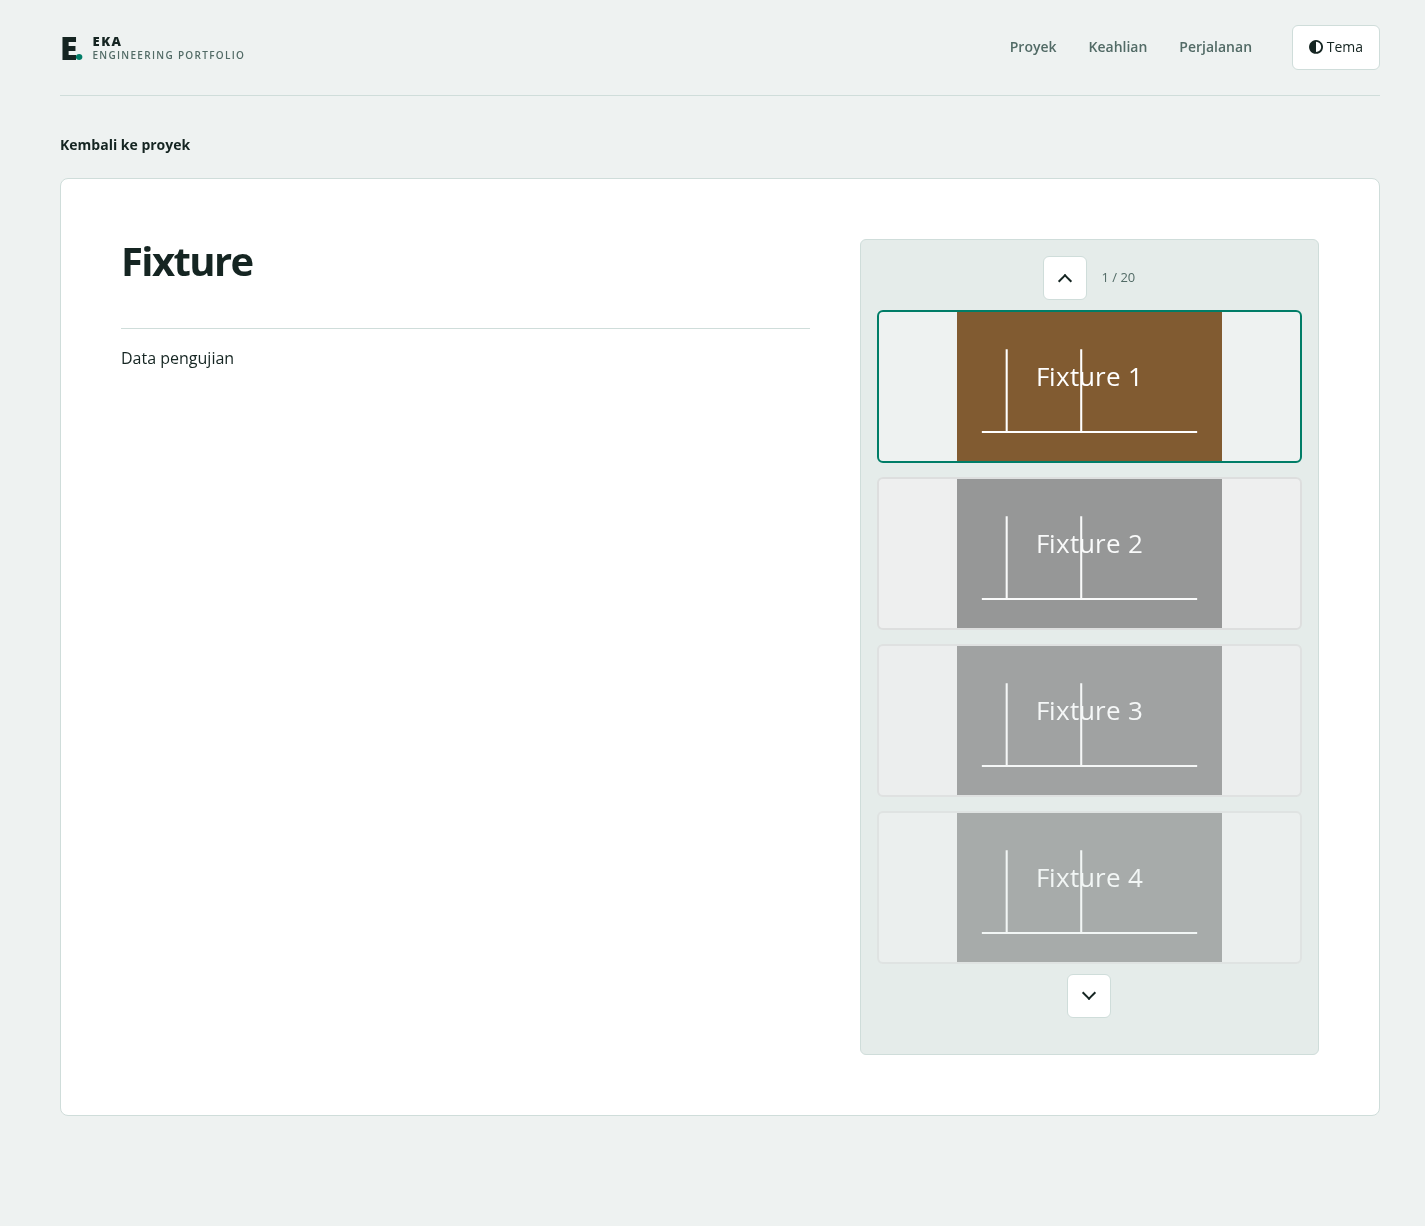 E.
EKA
ENGINEERING PORTFOLIO
Proyek
Keahlian
Perjalanan
Tema
Kembali ke proyek
Fixture
Data pengujian
1 / 20
Fixture 1
Fixture 2
Fixture 3
Fixture 4